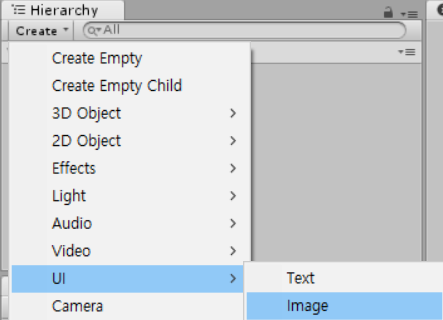 Hierarchy
Create All
Create Empty
Create Empty Child
3D Object
2D Object
Effects
Light
Audio
Video
UI
Text
Camera
Image